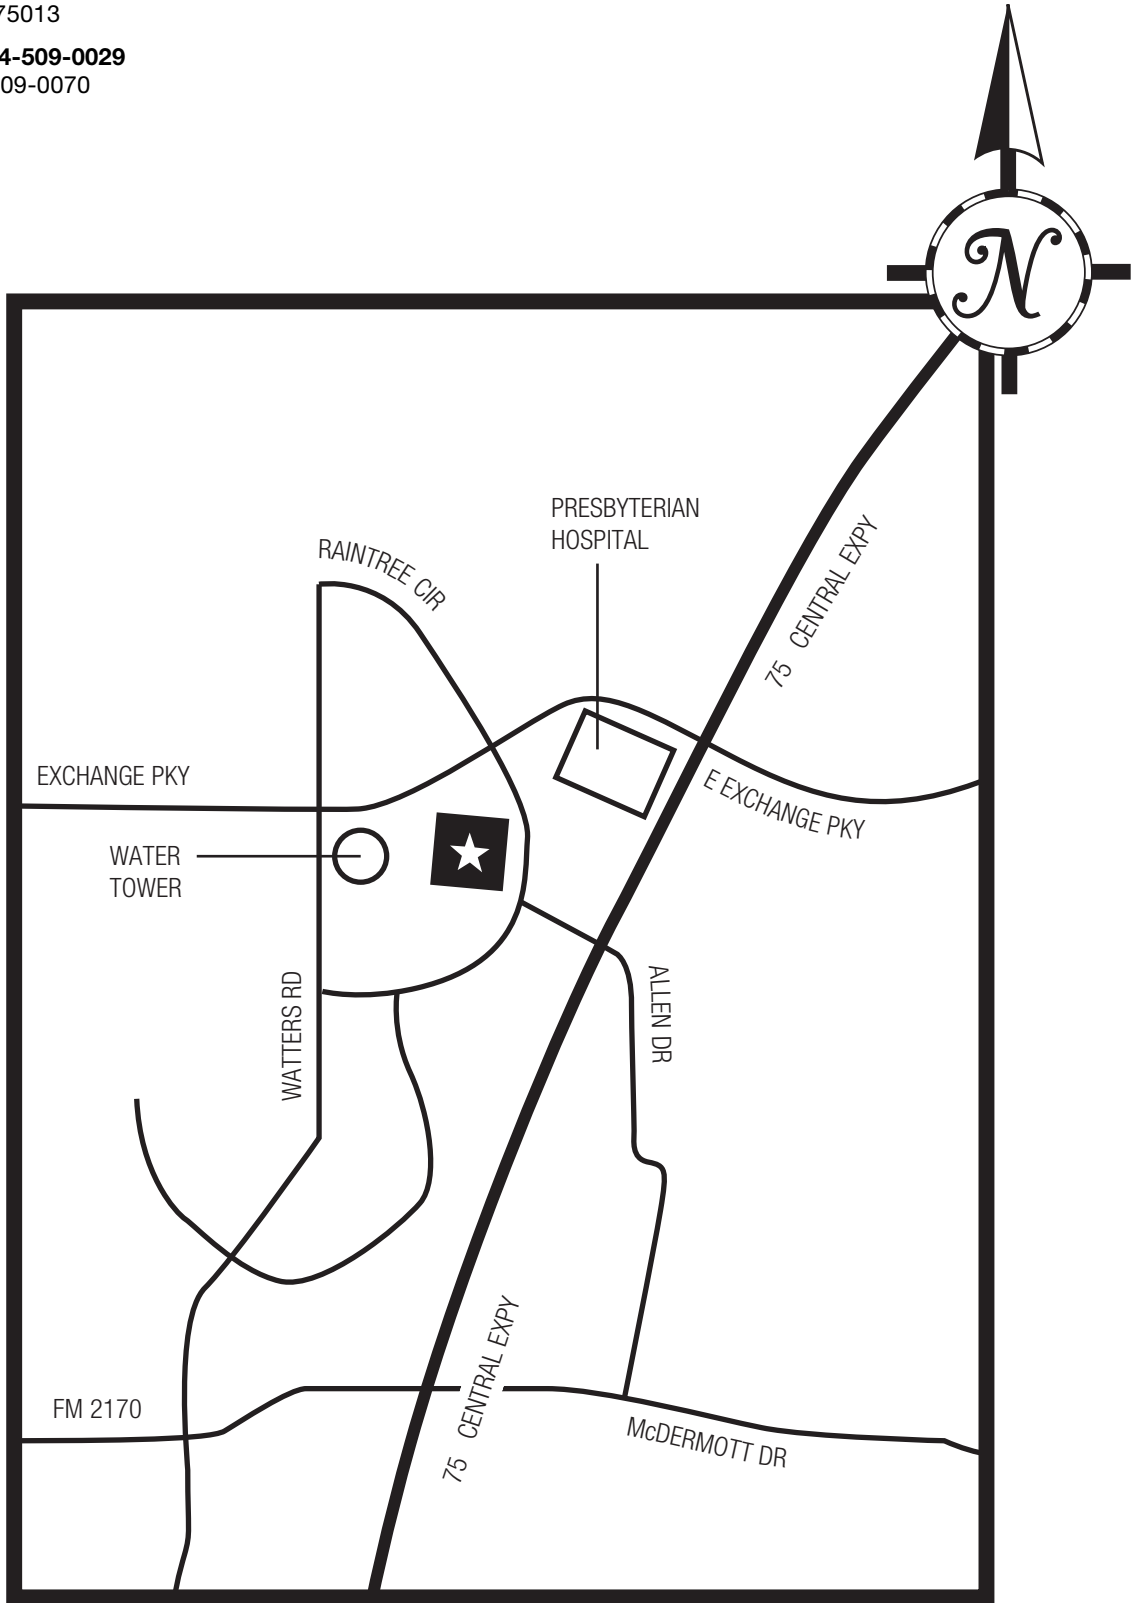 75013
4-509-0029
09-0070
N
PRESBYTERIAN
HOSPITAL
RAINTREE CIR
75 CENTRAL EXPY
EXCHANGE PKY
E EXCHANGE PKY
WATER
TOWER
WATTERS RD
ALLEN DR
75 CENTRAL EXPY
FM 2170
McDERMOTT DR